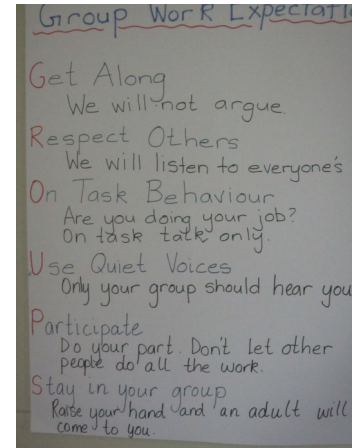 Group Work Expectati
Get Along
We will not argue.
Respect Others
We will listen to everyone's
On Task Behaviour
Are you doing your job?
On task talk only.
Use Quiet Voices
Only your group should hear you
Participate
Do your part. Don't let other
people do all the work.
Stay in your group
Raise your hand and an adult will
come to you.